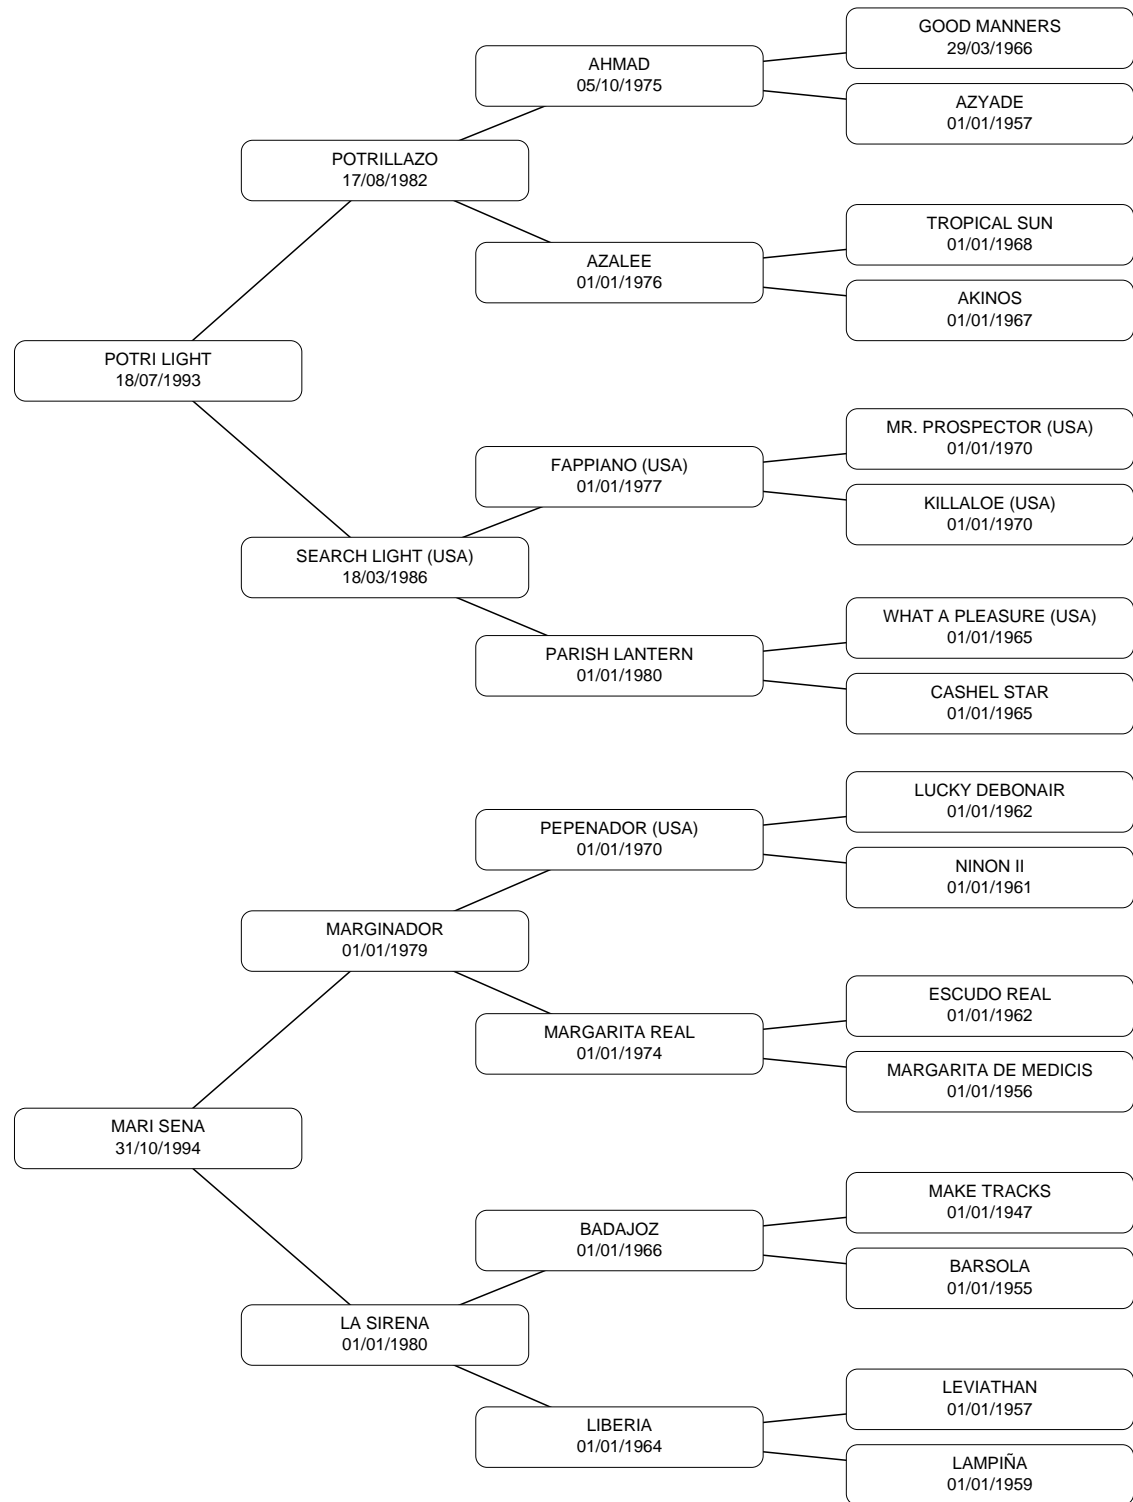 GOOD MANNERS
29/03/1966
AHMAD
05/10/1975
AZYADE
01/01/1957
POTRILLAZO
17/08/1982
TROPICAL SUN
01/01/1968
AZALEE
01/01/1976
AKINOS
01/01/1967
POTRI LIGHT
18/07/1993
MR. PROSPECTOR (USA)
01/01/1970
FAPPIANO (USA)
01/01/1977
KILLALOE (USA)
01/01/1970
SEARCH LIGHT (USA)
18/03/1986
WHAT A PLEASURE (USA)
01/01/1965
PARISH LANTERN
01/01/1980
CASHEL STAR
01/01/1965
LUCKY DEBONAIR
01/01/1962
PEPENADOR (USA)
01/01/1970
NINON II
01/01/1961
MARGINADOR
01/01/1979
ESCUDO REAL
01/01/1962
MARGARITA REAL
01/01/1974
MARGARITA DE MEDICIS
01/01/1956
MARI SENA
31/10/1994
MAKE TRACKS
01/01/1947
BADAJOZ
01/01/1966
BARSOLA
01/01/1955
LA SIRENA
01/01/1980
LEVIATHAN
01/01/1957
LIBERIA
01/01/1964
LAMPIÑA
01/01/1959